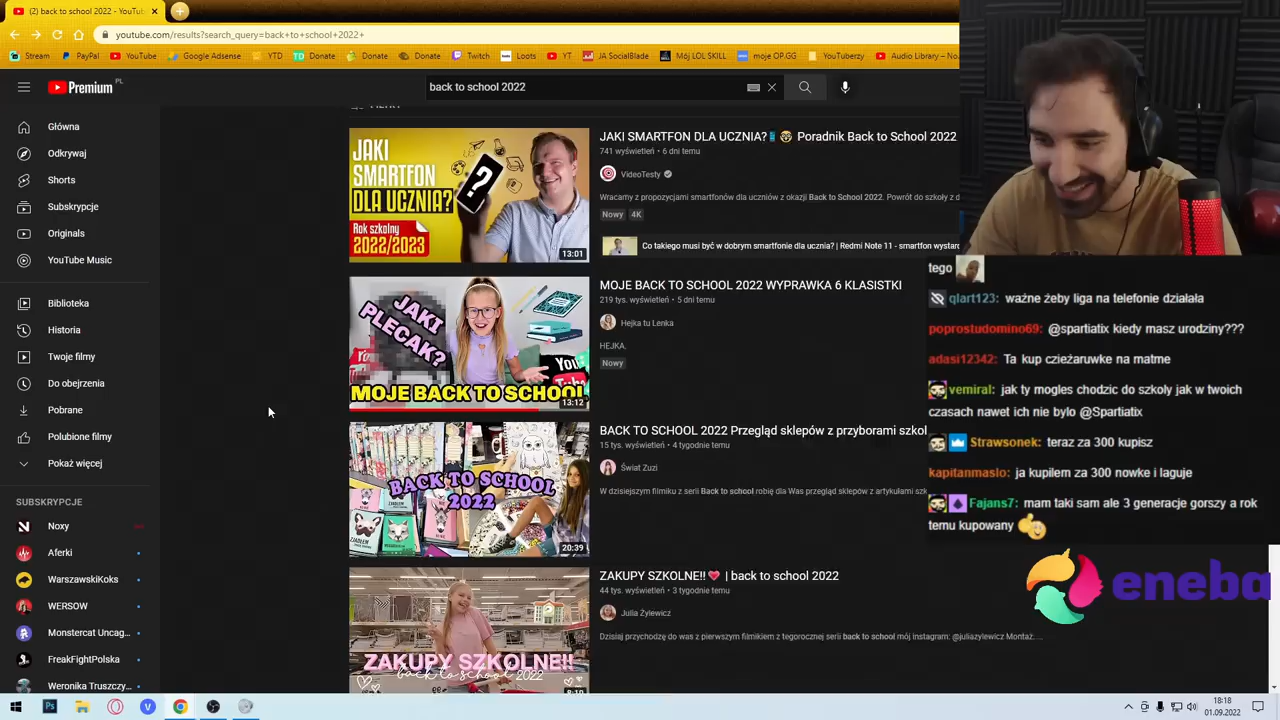 (2) back to school 2022 - YouTu
youtube.com/results?search_query=back+to+school+2022+
Stream PayPal YouTube Google Adsense YTD Donate Donate Donate Twitch Loots YT JA SocialBlade Mój LOL SKILL moje OP.GG YouTuberzy Audio Library
Premium PL
back to school 2022
Główna
Odkrywaj
Shorts
Subskrypcje
Originals
YouTube Music
Biblioteka
Historia
Twoje filmy
Do obejrzenia
Pobrane
Polubione filmy
Pokaż więcej
SUBSKRYPCJE
Noxy
Aferki
WarszawskiKoks
WERSOW
Monstercat Uncag...
FreakFightPolska
Weronika Truszczy...
JAKI
SMARTFON
DLA UCZNIA?
?
Rok szkolny
2022/2023
13:01
JAKI SMARTFON DLA UCZNIA? Poradnik Back to School 2022
741 wyświetleń • 6 dni temu
VideoTesty
Wracamy z propozycjami smartfonów dla uczniów z okazji Back to School 2022. Powrót do szkoły z d
Nowy 4K
Co takiego musi być w dobrym smartfonie dla ucznia? | Redmi Note 11 - smartfon wystarc
JAKI
PLECAK?
You
MOJE BACK TO SCHOOL
13:12
MOJE BACK TO SCHOOL 2022 WYPRAWKA 6 KLASISTKI
219 tys. wyświetleń • 5 dni temu
Hejka tu Lenka
HEJKA.
Nowy
BACK TO SCHOOL
2022
20:39
BACK TO SCHOOL 2022 Przegląd sklepów z przyborami szkol
15 tys. wyświetleń • 4 tygodnie temu
Świat Zuzi
W dzisiejszym filmiku z serii Back to school robię dla Was przegląd sklepów z artykułami szk
ZAKUPY SZKOLNE!!
back to school 2022
8:10
ZAKUPY SZKOLNE!! | back to school 2022
44 tys. wyświetleń • 3 tygodnie temu
Julia Żylewicz
Dzisiaj przychodzę do was z pierwszym filmikiem z tegorocznej serii back to school mój instagram: @juliazylewicz Montaż:...
tego
qlart123: ważne żeby liga na telefonie działala
poprostudomino69: @spartiatix kiedy masz urodziny???
adasi12342: Ta kup czieżaruwke na matme
vemiral: jak ty mogles chodzic do szkoly jak w twoich
czasach nawet ich nie bylo @Spartiatix
Strawsonek: teraz za 300 kupisz
kapitanmaslo: ja kupilem za 300 nowke i laguje
Fajans7: mam taki sam ale 3 generacje gorszy a rok
temu kupowany
eneba
18:18
01.09.2022